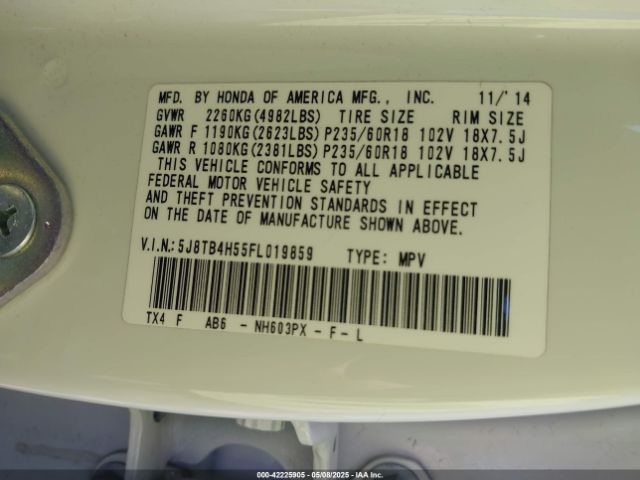 MFD. BY HONDA OF AMERICA MFG., INC. 11/'14
GVWR 2260KG(4982LBS) TIRE SIZE RIM SIZE
GAWR F 1190KG(2623LBS) P235/60R18 102V 18X7.5J
GAWR R 1080KG(2381LBS) P235/60R18 102V 18X7.5J
THIS VEHICLE CONFORMS TO ALL APPLICABLE
FEDERAL MOTOR VEHICLE SAFETY
AND THEFT PREVENTION STANDARDS IN EFFECT
ON THE DATE OF MANUFACTURE SHOWN ABOVE.
V.I.N.: 5J8TB4H55FL019859 TYPE: MPV
TX4 F AB6 - NH603PX - F - L
000-42225905 - 05/08/2025 - IAAI.COM